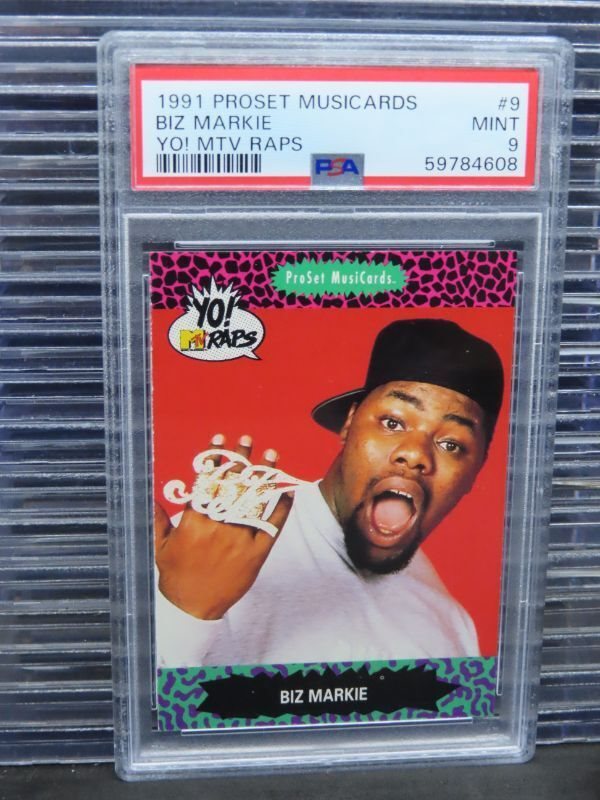 1991 PROSET MUSICARDS #9
BIZ MARKIE MINT
YO! MTV RAPS 9
PSA 59784608
ProSet MusiCards™
YO!
MTV RAPS
BIZ MARKIE